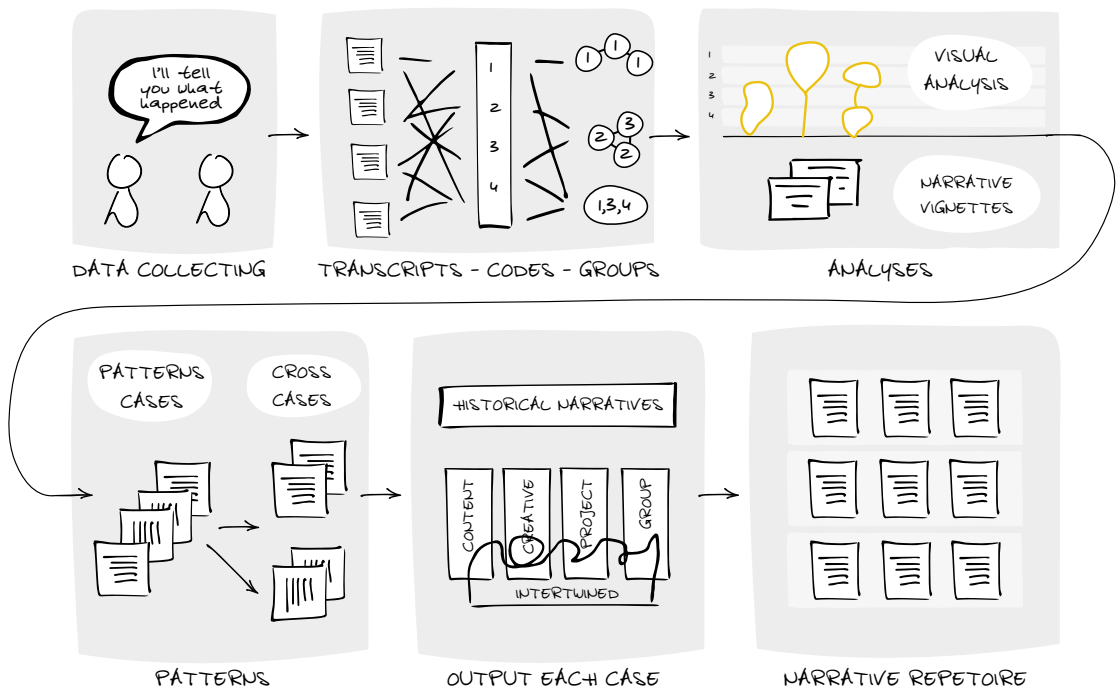 I'll tell
you what
happened
DATA COLLECTING
1
2
3
4
1
1
1
2
3
2
1,3,4
TRANSCRIPTS - CODES - GROUPS
1
2
3
4
VISUAL
ANALYSIS
NARRATIVE
VIGNETTES
ANALYSES
PATTERNS
CASES
CROSS
CASES
PATTERNS
HISTORICAL NARRATIVES
CONTENT
CREATIVE
PROJECT
GROUP
INTERTWINED
OUTPUT EACH CASE
NARRATIVE REPETOIRE